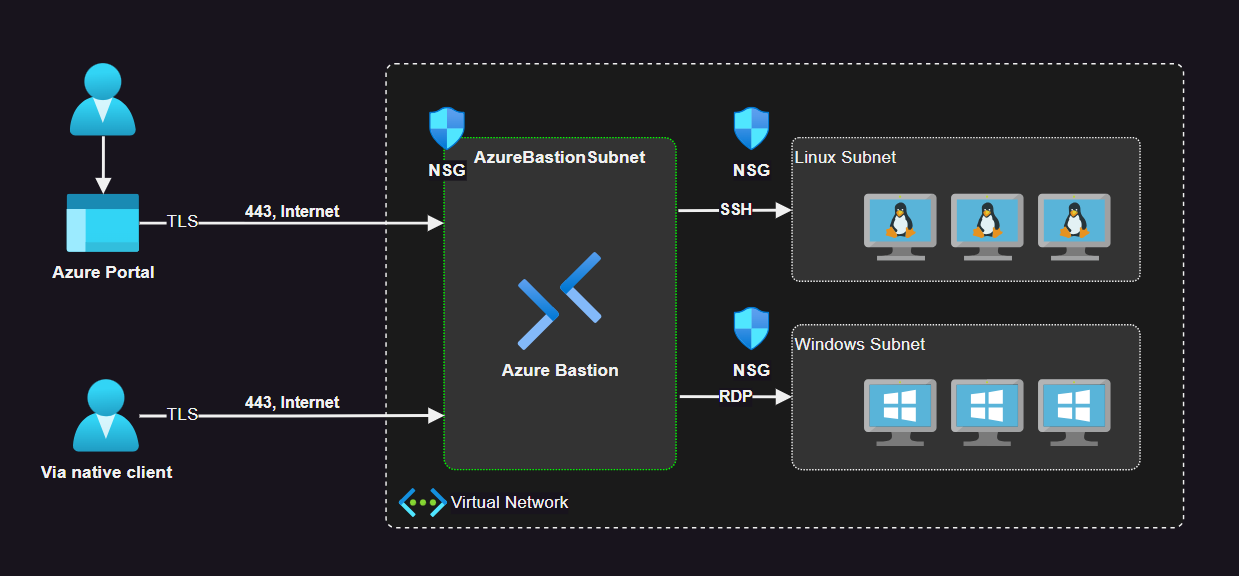 NSG
NSG
AzureBastionSubnet
Linux Subnet
TLS
443, Internet
SSH
Azure Portal
Azure Bastion
NSG
Windows Subnet
RDP
TLS
443, Internet
Via native client
Virtual Network